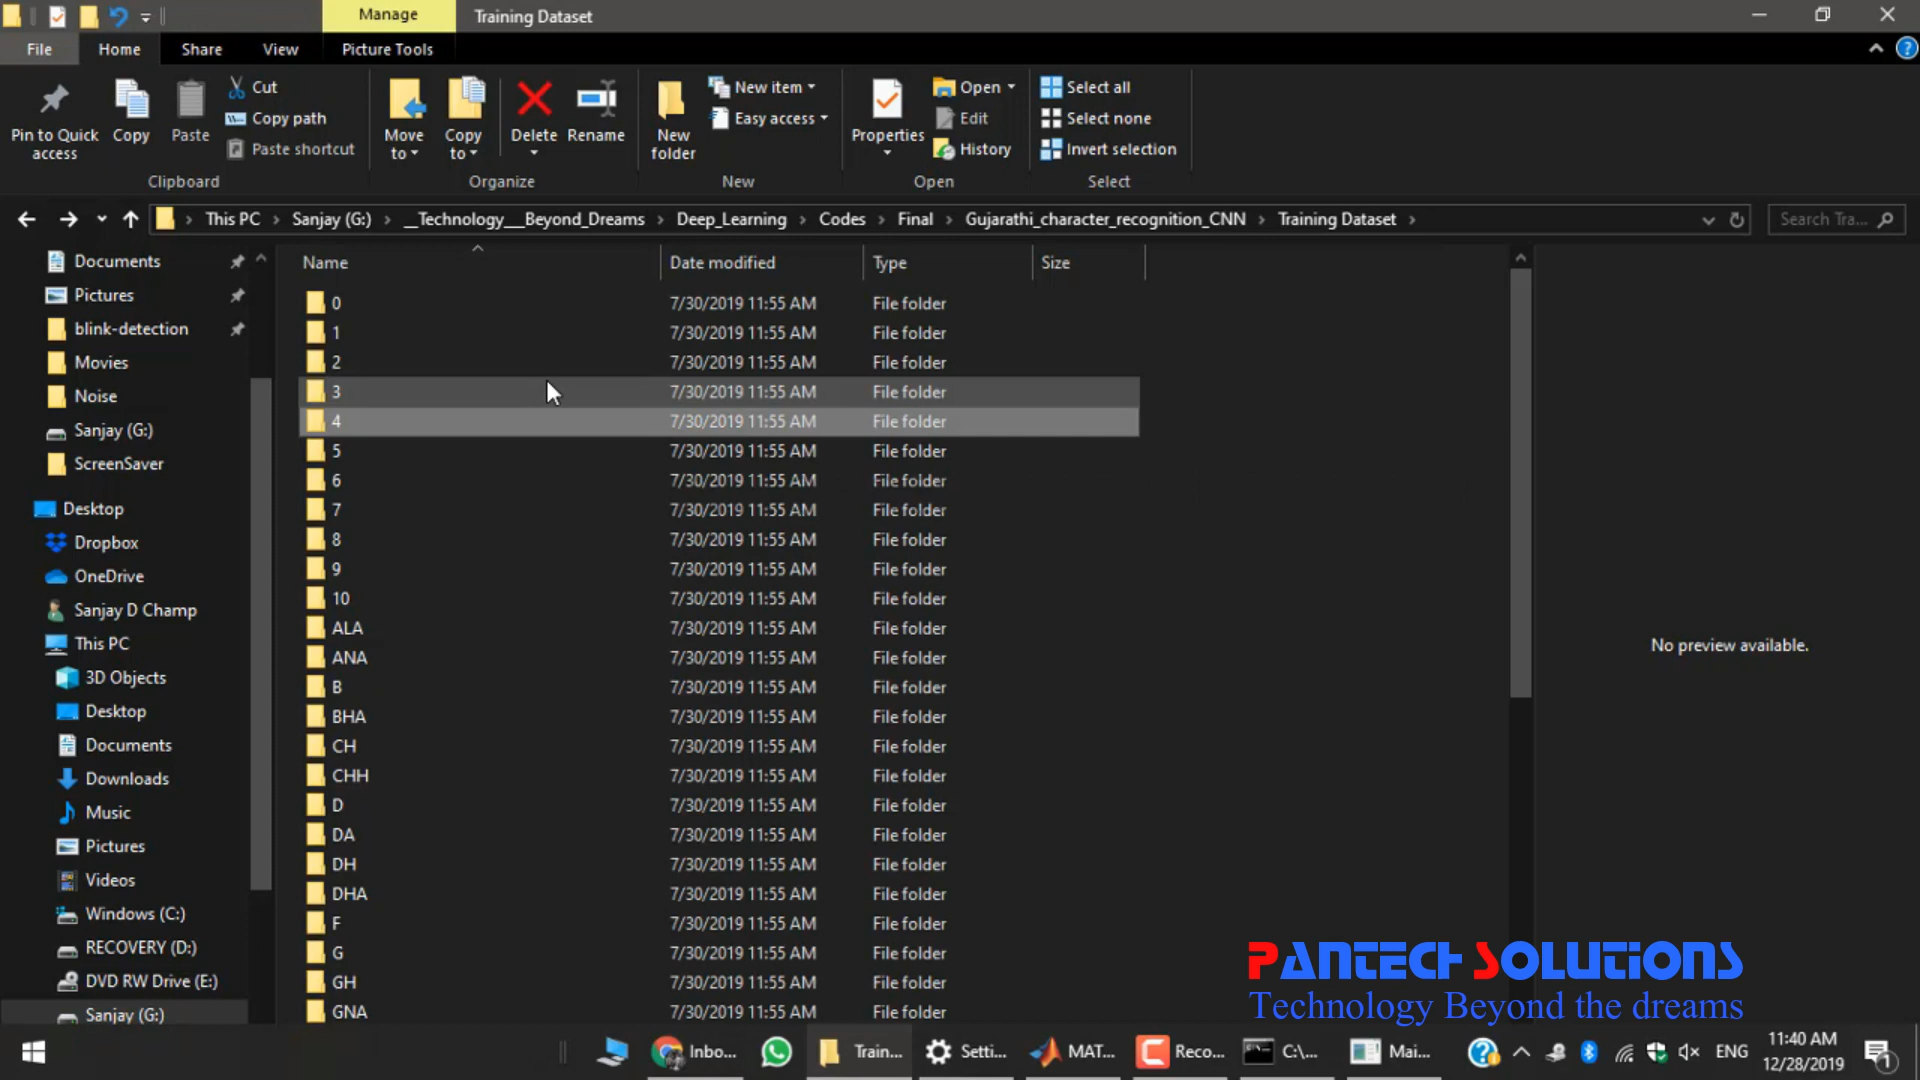 Manage
Training Dataset
File
Home
Share
View
Picture Tools
Pin to Quick access
Copy
Paste
Cut
Copy path
Paste shortcut
Clipboard
Move to
Copy to
Delete
Rename
Organize
New folder
New item
Easy access
New
Properties
Open
Edit
History
Open
Select all
Select none
Invert selection
Select
This PC
Sanjay (G:)
__Technology__Beyond_Dreams
Deep_Learning
Codes
Final
Gujarathi_character_recognition_CNN
Training Dataset
Search Tra...
Documents
Pictures
blink-detection
Movies
Noise
Sanjay (G:)
ScreenSaver
Desktop
Dropbox
OneDrive
Sanjay D Champ
This PC
3D Objects
Desktop
Documents
Downloads
Music
Pictures
Videos
Windows (C:)
RECOVERY (D:)
DVD RW Drive (E:)
Sanjay (G:)
Name Date modified Type Size
0 7/30/2019 11:55 AM File folder
1 7/30/2019 11:55 AM File folder
2 7/30/2019 11:55 AM File folder
3 7/30/2019 11:55 AM File folder
4 7/30/2019 11:55 AM File folder
5 7/30/2019 11:55 AM File folder
6 7/30/2019 11:55 AM File folder
7 7/30/2019 11:55 AM File folder
8 7/30/2019 11:55 AM File folder
9 7/30/2019 11:55 AM File folder
10 7/30/2019 11:55 AM File folder
ALA 7/30/2019 11:55 AM File folder
ANA 7/30/2019 11:55 AM File folder
B 7/30/2019 11:55 AM File folder
BHA 7/30/2019 11:55 AM File folder
CH 7/30/2019 11:55 AM File folder
CHH 7/30/2019 11:55 AM File folder
D 7/30/2019 11:55 AM File folder
DA 7/30/2019 11:55 AM File folder
DH 7/30/2019 11:55 AM File folder
DHA 7/30/2019 11:55 AM File folder
F 7/30/2019 11:55 AM File folder
G 7/30/2019 11:55 AM File folder
GH 7/30/2019 11:55 AM File folder
GNA 7/30/2019 11:55 AM File folder
No preview available.
PANTECH SOLUTIONS
Technology Beyond the dreams
Inbo...
Train...
Setti...
MAT...
Reco...
C:\...
Mai...
ENG
11:40 AM
12/28/2019
1